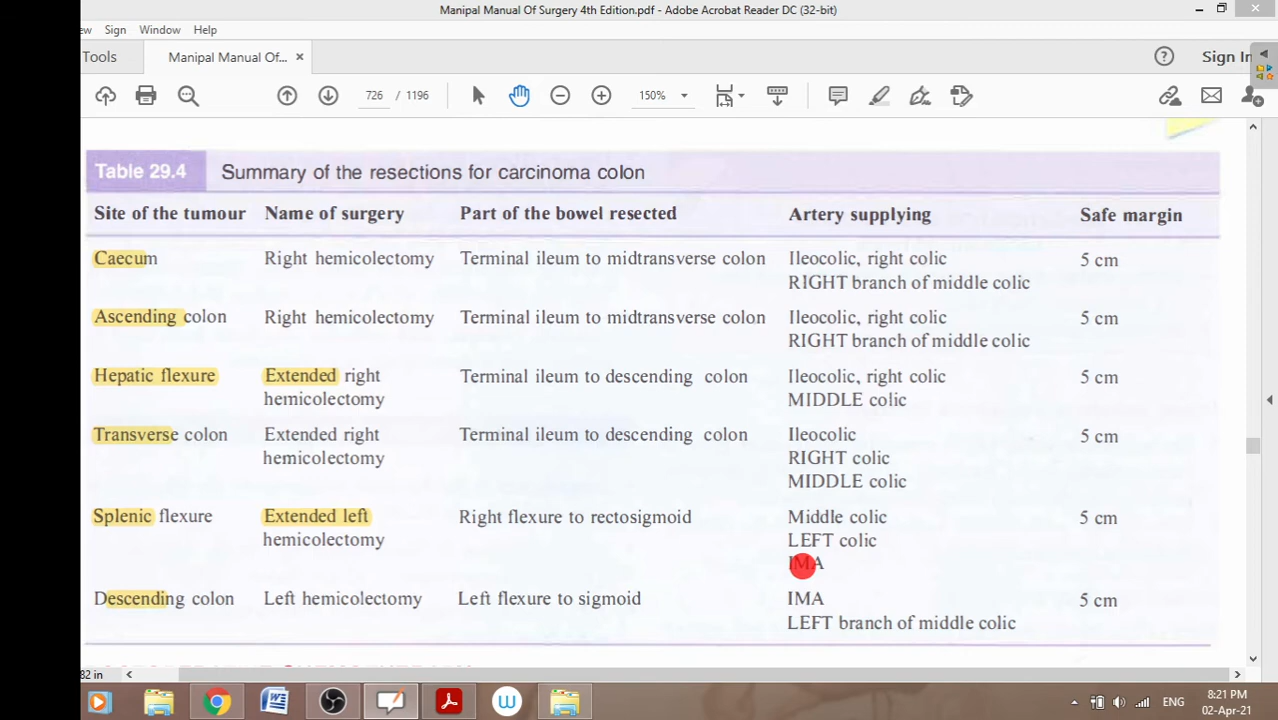 Manipal Manual Of Surgery 4th Edition.pdf - Adobe Acrobat Reader DC (32-bit)
ew Sign Window Help
Tools Manipal Manual Of... × Sign In
726 / 1196 150%
Table 29.4 Summary of the resections for carcinoma colon
Site of the tumour Name of surgery Part of the bowel resected Artery supplying Safe margin
Caecum Right hemicolectomy Terminal ileum to midtransverse colon Ileocolic, right colic 5 cm
RIGHT branch of middle colic
Ascending colon Right hemicolectomy Terminal ileum to midtransverse colon Ileocolic, right colic 5 cm
RIGHT branch of middle colic
Hepatic flexure Extended right Terminal ileum to descending colon Ileocolic, right colic 5 cm
hemicolectomy MIDDLE colic
Transverse colon Extended right Terminal ileum to descending colon Ileocolic 5 cm
hemicolectomy RIGHT colic
MIDDLE colic
Splenic flexure Extended left Right flexure to rectosigmoid Middle colic 5 cm
hemicolectomy LEFT colic
IMA
Descending colon Left hemicolectomy Left flexure to sigmoid IMA 5 cm
LEFT branch of middle colic
82 in
ENG
8:21 PM
02-Apr-21